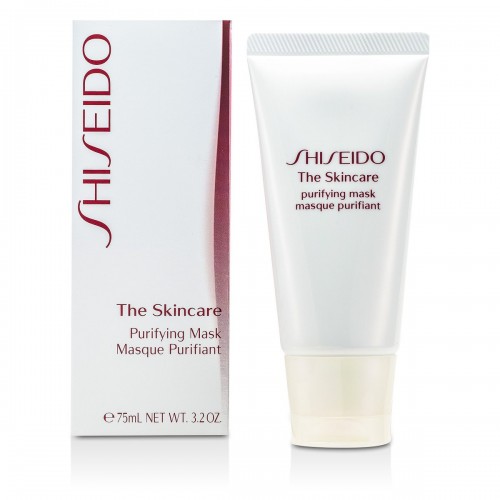 SHISEIDO
The Skincare
Purifying Mask
Masque Purifiant
℮ 75mL NET WT. 3.2 OZ.
SHISEIDO
The Skincare
purifying mask
masque purifiant